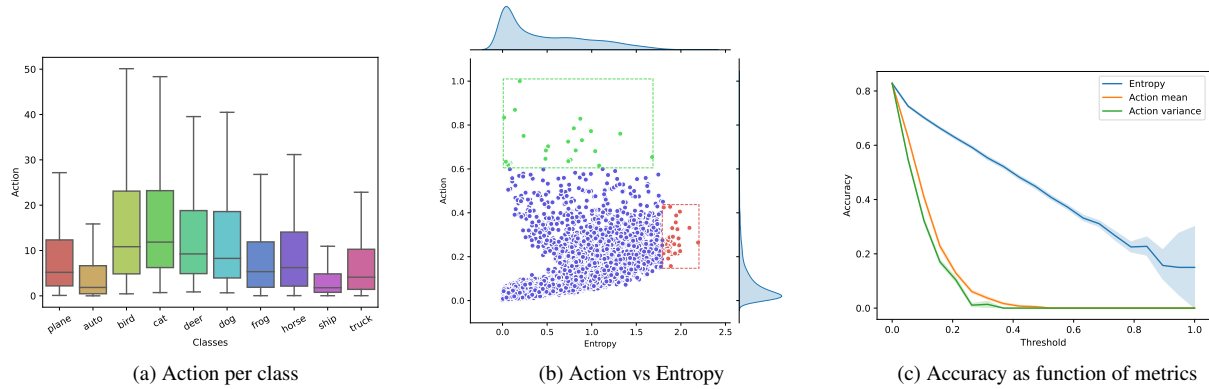 50
40
30
20
10
0
Action
plane
auto
bird
cat
deer
dog
frog
horse
ship
truck
Classes
(a) Action per class
1.0
0.8
0.6
0.4
0.2
0.0
Action
0.0
0.5
1.0
1.5
2.0
2.5
Entropy
(b) Action vs Entropy
Entropy
Action mean
Action variance
0.8
0.6
0.4
0.2
0.0
Accuracy
0.0
0.2
0.4
0.6
0.8
1.0
Threshold
(c) Accuracy as function of metrics